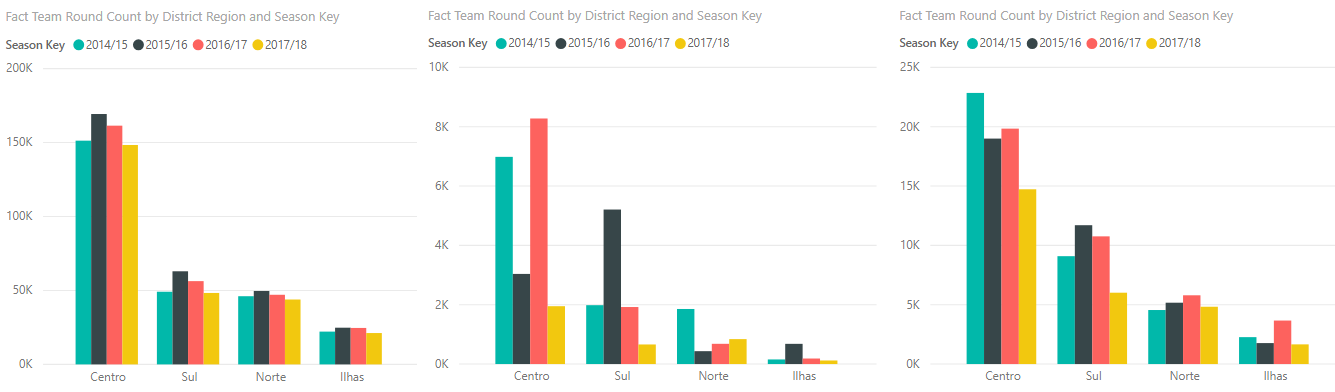 Fact Team Round Count by District Region and Season Key
Season Key 2014/15 2015/16 2016/17 2017/18
200K
150K
100K
50K
0K
Centro Sul Norte Ilhas
Fact Team Round Count by District Region and Season Key
Season Key 2014/15 2015/16 2016/17 2017/18
10K
8K
6K
4K
2K
0K
Centro Sul Norte Ilhas
Fact Team Round Count by District Region and Season Key
Season Key 2014/15 2015/16 2016/17 2017/18
25K
20K
15K
10K
5K
0K
Centro Sul Norte Ilhas